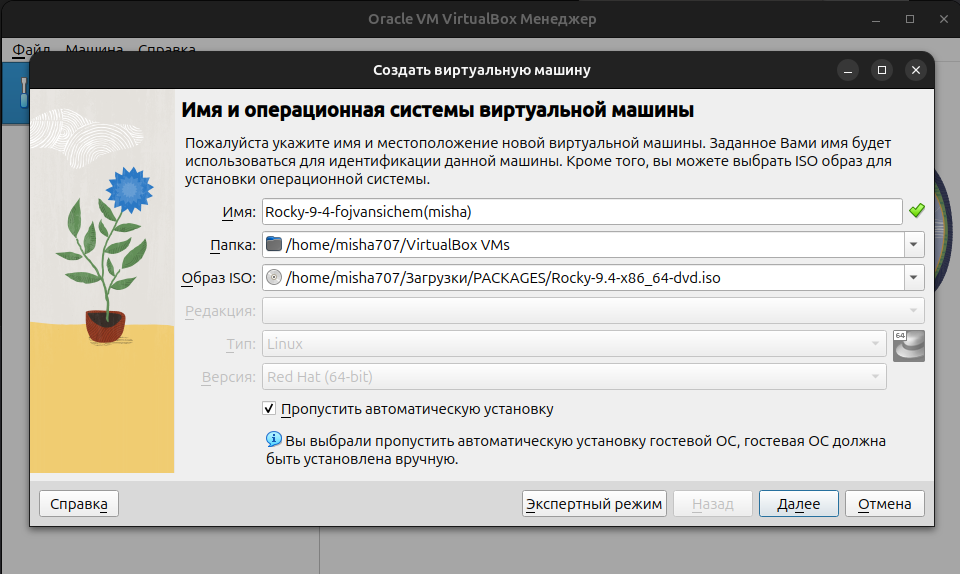 Oracle VM VirtualBox Менеджер
Файл Машина Справка
Создать виртуальную машину
Имя и операционная системы виртуальной машины
Пожалуйста укажите имя и местоположение новой виртуальной машины. Заданное Вами имя будет
использоваться для идентификации данной машины. Кроме того, вы можете выбрать ISO образ для
установки операционной системы.
Имя: Rocky-9-4-fojvansichem(misha)
Папка: /home/misha707/VirtualBox VMs
Образ ISO: /home/misha707/Загрузки/PACKAGES/Rocky-9.4-x86_64-dvd.iso
Редакция:
Тип: Linux
64
Версия: Red Hat (64-bit)
Пропустить автоматическую установку
Вы выбрали пропустить автоматическую установку гостевой ОС, гостевая ОС должна
быть установлена вручную.
Справка Экспертный режим Назад Далее Отмена